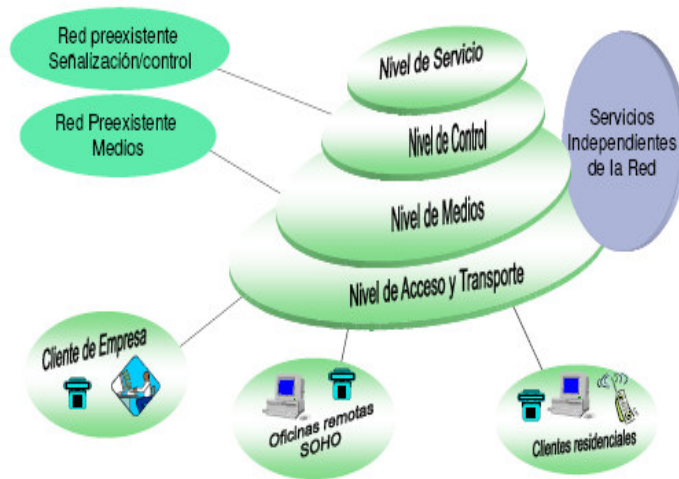 Red preexistente
Señalización/control
Red Preexistente
Medios
Nivel de Servicio
Nivel de Control
Nivel de Medios
Nivel de Acceso y Transporte
Servicios
Independientes
de la Red
Cliente de Empresa
Oficinas remotas
SOHO
Clientes residenciales